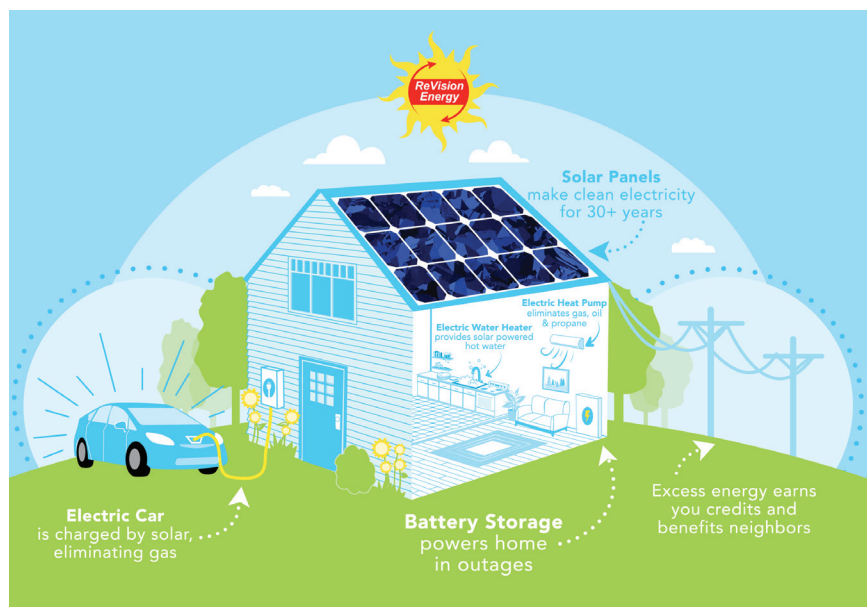 ReVision
Energy
Solar Panels
make clean electricity
for 30+ years
Electric Heat Pump
eliminates gas, oil
& propane
Electric Water Heater
provides solar powered
hot water
Electric Car
is charged by solar,
eliminating gas
Battery Storage
powers home
in outages
Excess energy earns
you credits and
benefits neighbors